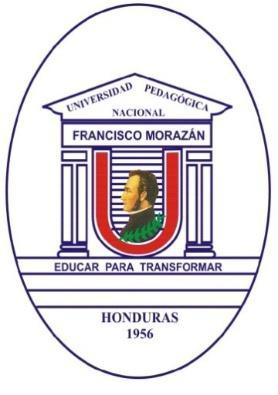 UNIVERSIDAD PEDAGÓGICA
NACIONAL
FRANCISCO MORAZÁN
EDUCAR PARA TRANSFORMAR
HONDURAS
1956